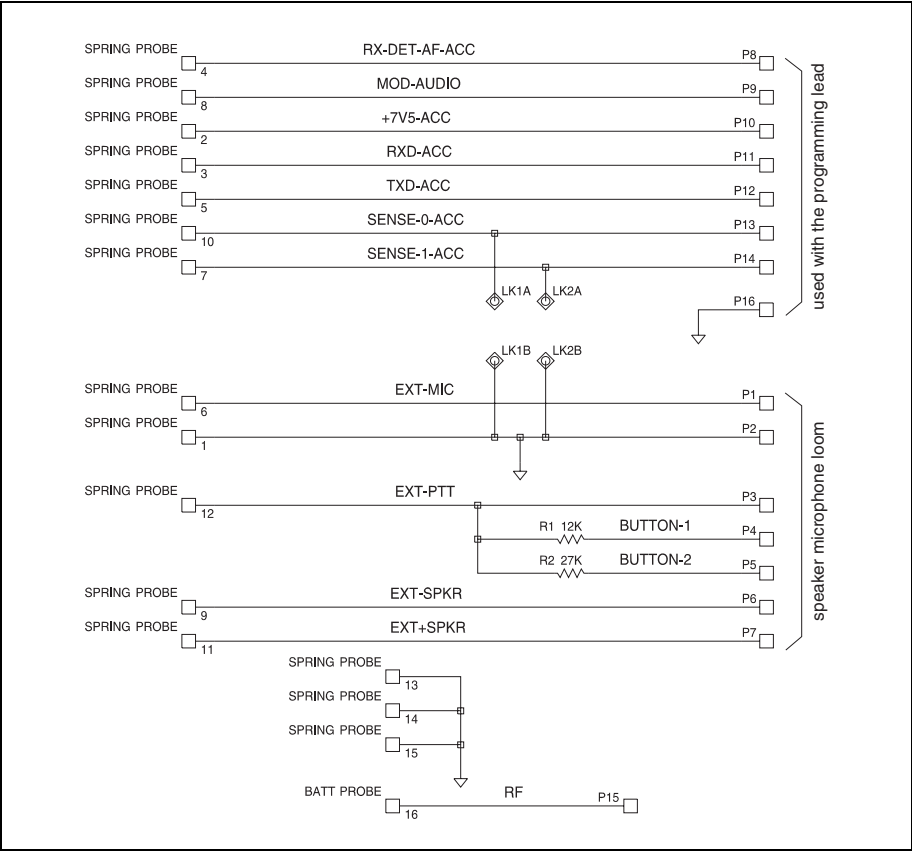 SPRING PROBE 4 RX-DET-AF-ACC P8
SPRING PROBE 8 MOD-AUDIO P9
SPRING PROBE 2 +7V5-ACC P10
SPRING PROBE 3 RXD-ACC P11
SPRING PROBE 5 TXD-ACC P12
SPRING PROBE 10 SENSE-0-ACC P13
SPRING PROBE 7 SENSE-1-ACC P14
LK1A LK2A
P16
used with the programming lead
LK1B LK2B
SPRING PROBE 6 EXT-MIC P1
SPRING PROBE 1 P2
SPRING PROBE 12 EXT-PTT P3
R1 12K BUTTON-1 P4
R2 27K BUTTON-2 P5
SPRING PROBE 9 EXT-SPKR P6
SPRING PROBE 11 EXT+SPKR P7
speaker microphone loom
SPRING PROBE 13
SPRING PROBE 14
SPRING PROBE 15
BATT PROBE 16 RF P15